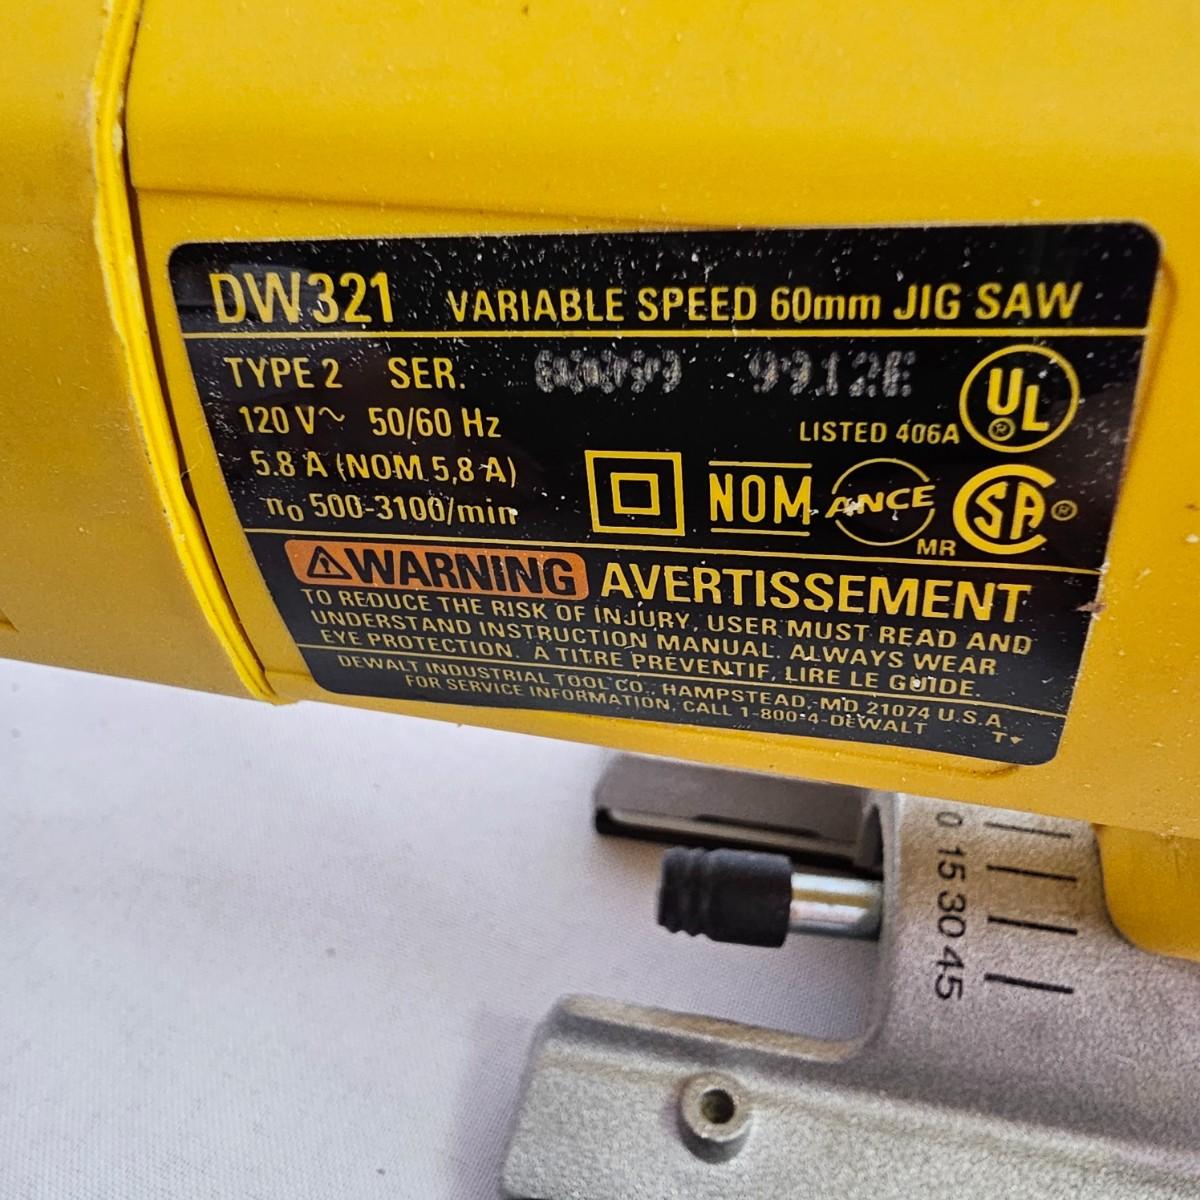 DW321 VARIABLE SPEED 60mm JIG SAW
TYPE 2 SER. 9912E
120 V~ 50/60 Hz
LISTED 406A UL ®
5.8 A (NOM 5,8 A)
n₀ 500-3100/min
NOM ANCE SA ®
MR
⚠WARNING AVERTISSEMENT
TO REDUCE THE RISK OF INJURY, USER MUST READ AND
UNDERSTAND INSTRUCTION MANUAL. ALWAYS WEAR
EYE PROTECTION. À TITRE PRÉVENTIF, LIRE LE GUIDE.
DEWALT INDUSTRIAL TOOL CO., HAMPSTEAD, MD 21074 U.S.A.
FOR SERVICE INFORMATION, CALL 1-800-4-DEWALT T
0 15 30 45